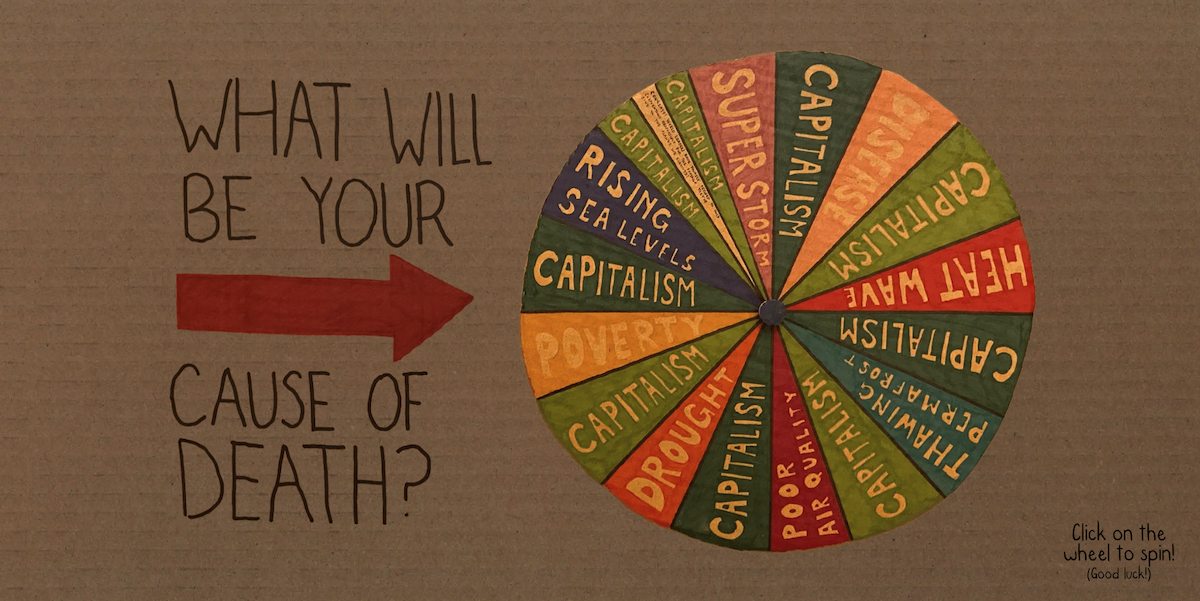 WHAT WILL
BE YOUR
CAUSE OF
DEATH?
CAPITALISM
DYSEASE
CAPITALISM
HEAT WAVE
CAPITALISM
THAWING
PERMAFROST
CAPITALISM
POOR
AIR QUALITY
CAPITALISM
DROUGHT
CAPITALISM
POVERTY
CAPITALISM
RISING
SEA LEVELS
CAPITALISM
CAPITALISM
SUPER STORM
Click on the
wheel to spin!
(Good luck!)